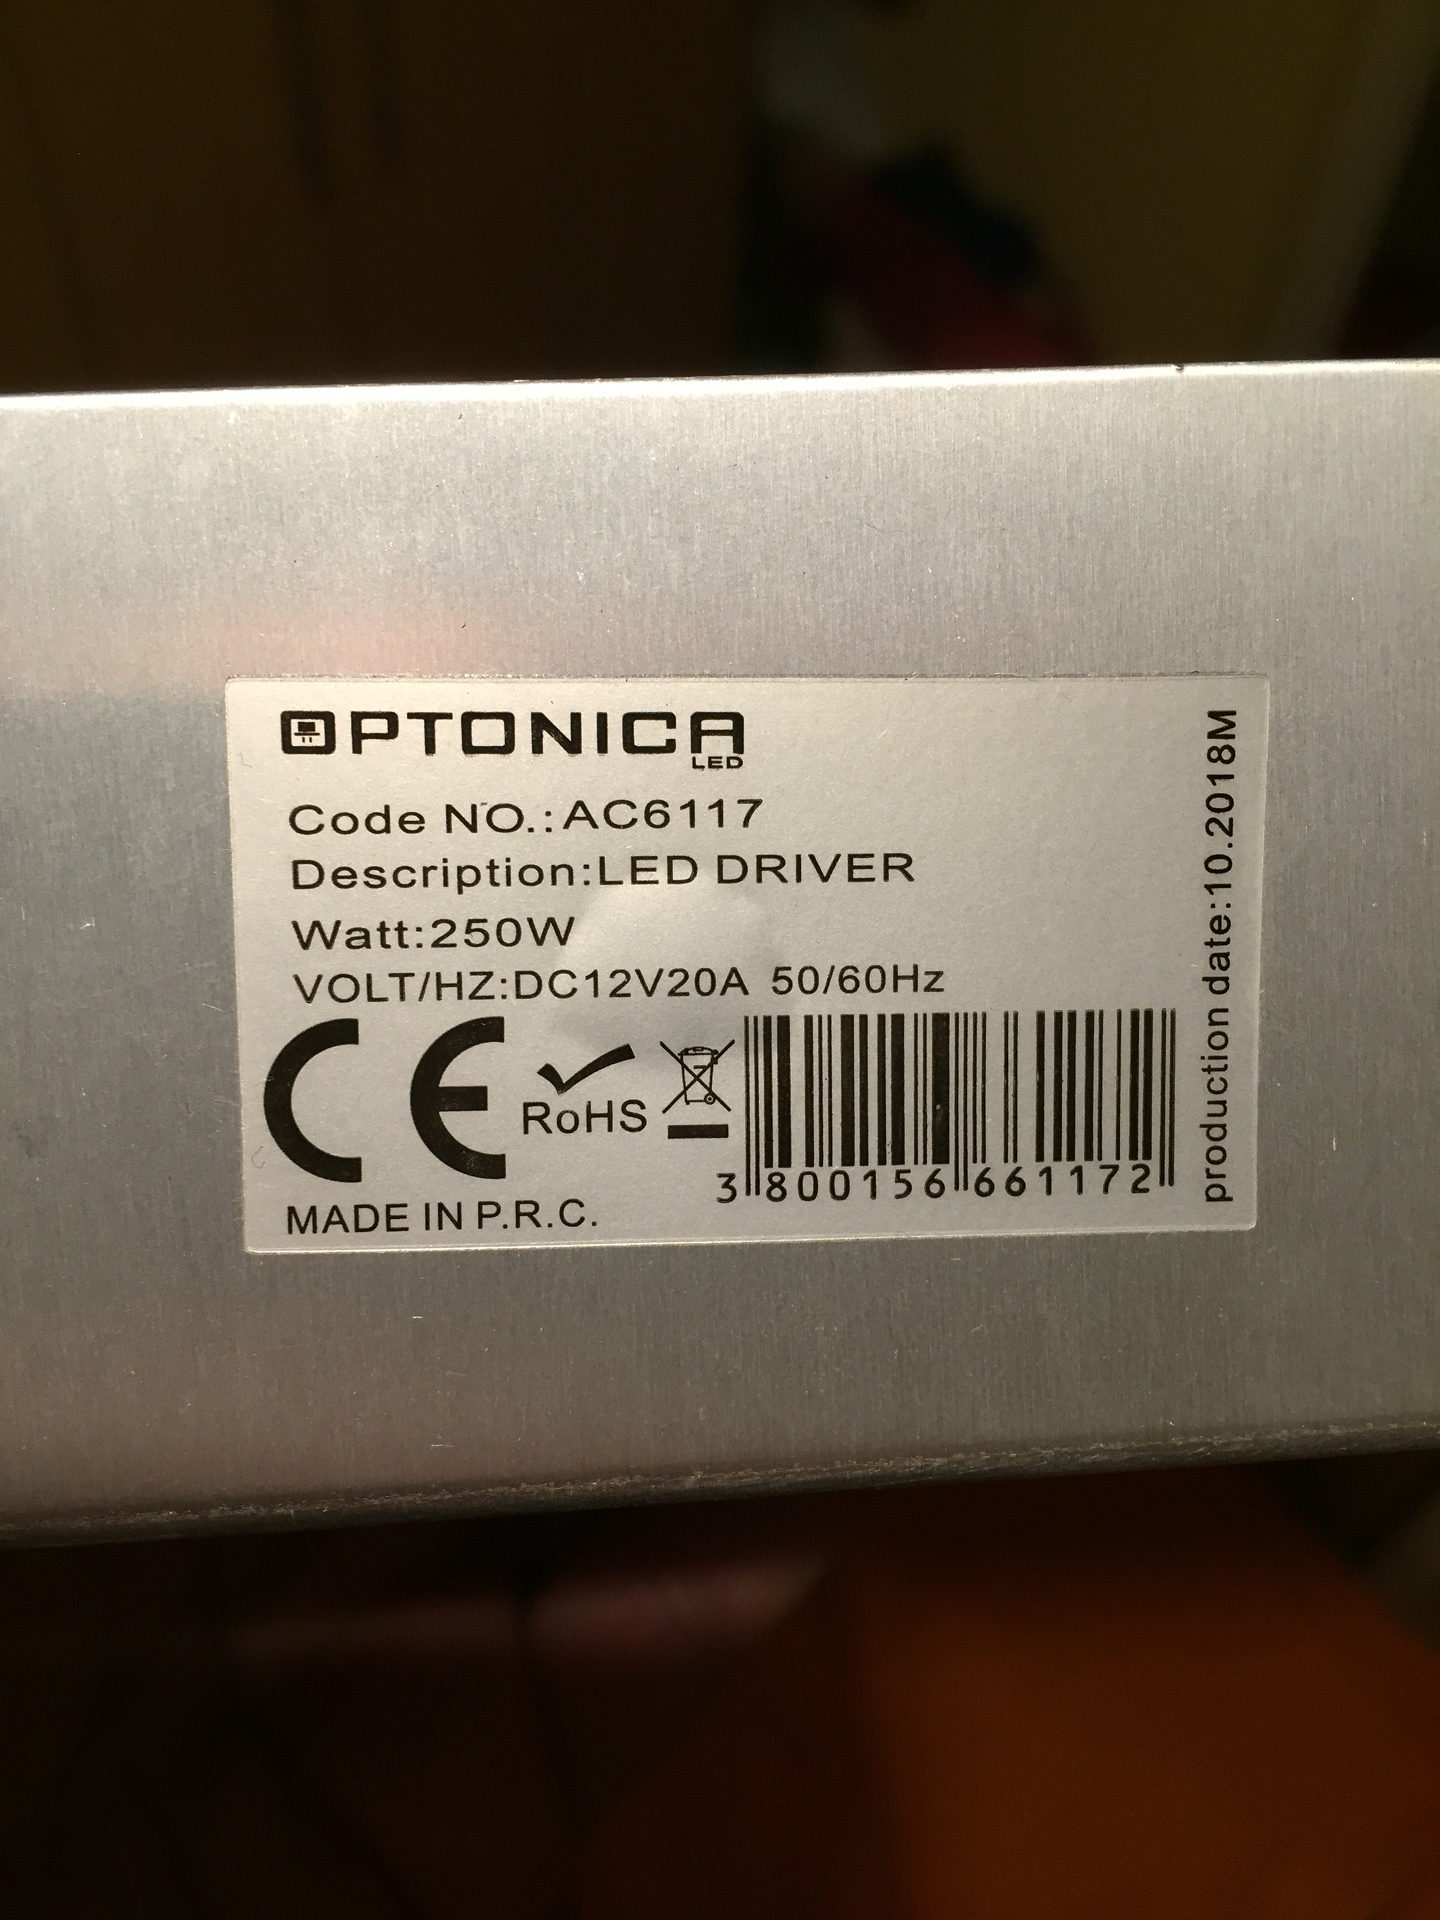 OPTONICA
LED
Code NO.:AC6117
Description:LED DRIVER
Watt:250W
VOLT/HZ:DC12V20A 50/60Hz
CE
RoHS
3 800156 661172
MADE IN P.R.C.
production date:10.2018M